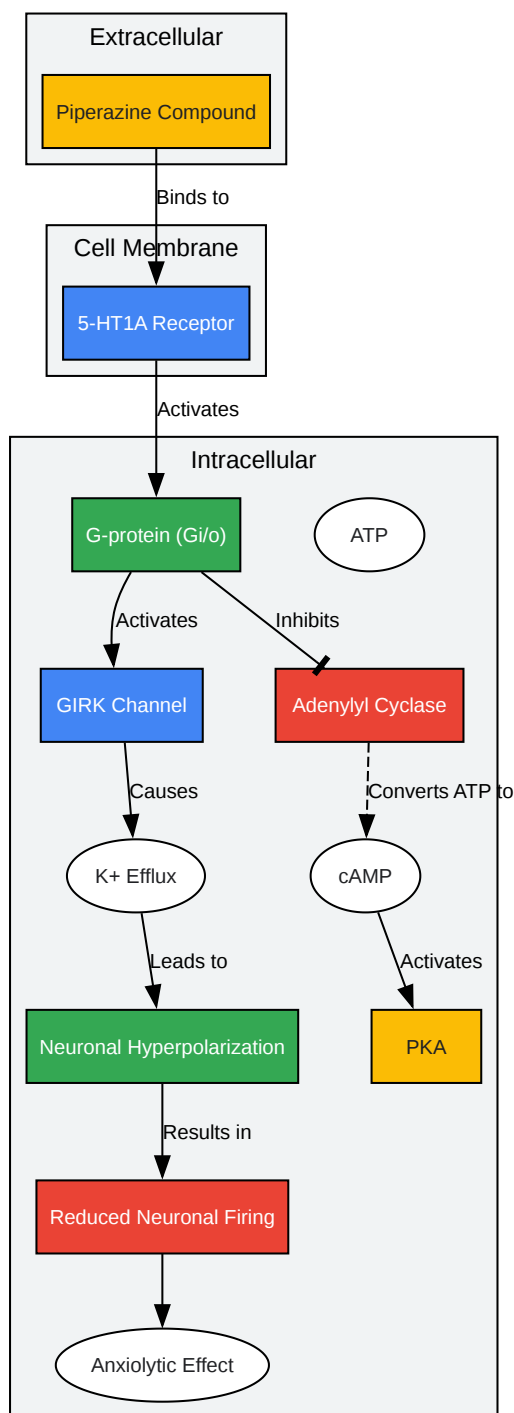 Extracellular
Piperazine Compound
Binds to
Cell Membrane
5-HT1A Receptor
Activates
Intracellular
G-protein (Gi/o)
ATP
Activates
Inhibits
GIRK Channel
Adenylyl Cyclase
Causes
Converts ATP to
K+ Efflux
cAMP
Leads to
Activates
Neuronal Hyperpolarization
PKA
Results in
Reduced Neuronal Firing
Anxiolytic Effect